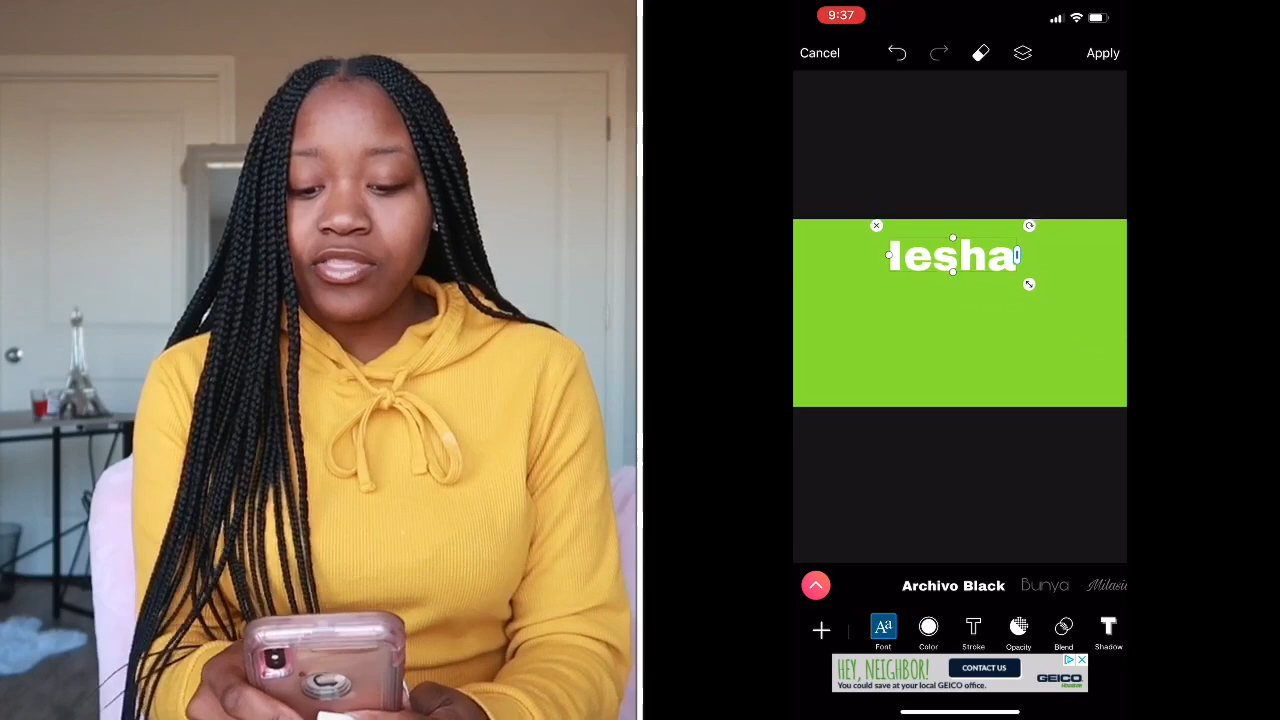 9:37
Cancel
Apply
Iesha
Archivo Black Bunya
Font Color Stroke Opacity Blend Shadow
HEY, NEIGHBOR!
You could save at your local GEICO office.
CONTACT US
GEICO